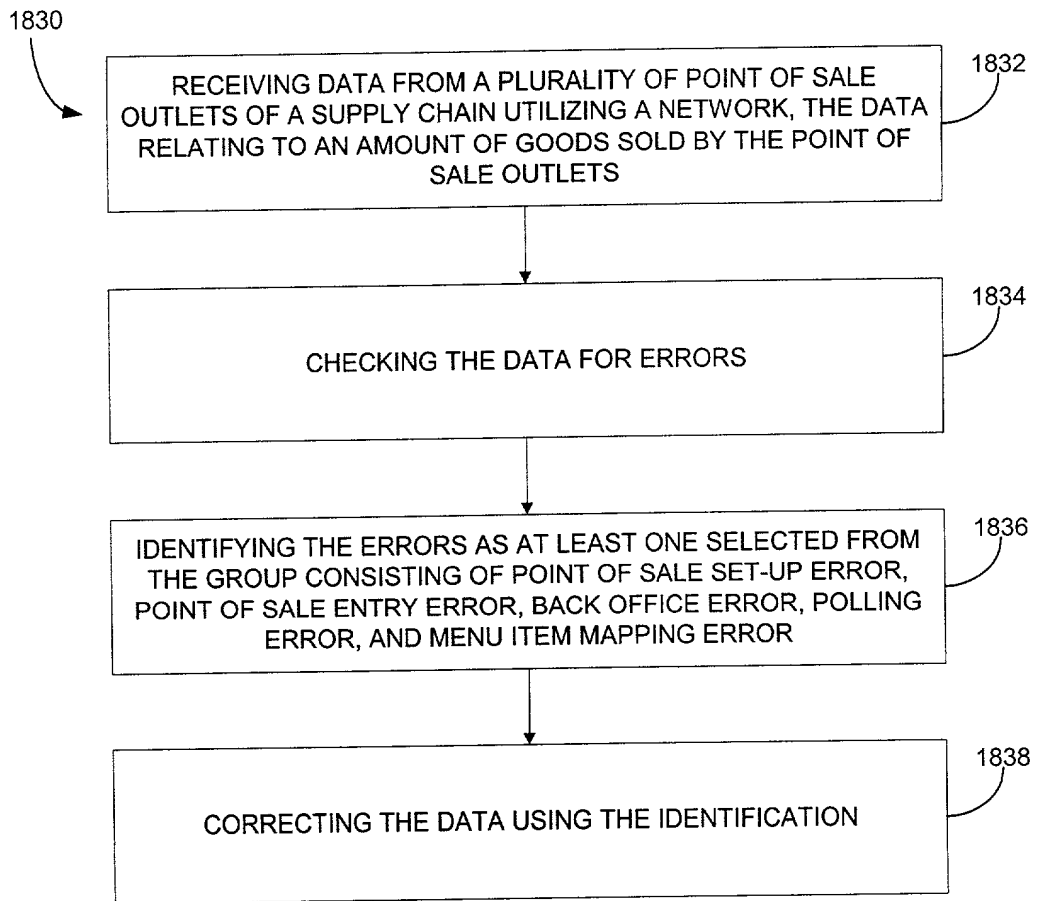 1830
RECEIVING DATA FROM A PLURALITY OF POINT OF SALE
OUTLETS OF A SUPPLY CHAIN UTILIZING A NETWORK, THE DATA
RELATING TO AN AMOUNT OF GOODS SOLD BY THE POINT OF
SALE OUTLETS
1832
CHECKING THE DATA FOR ERRORS
1834
IDENTIFYING THE ERRORS AS AT LEAST ONE SELECTED FROM
THE GROUP CONSISTING OF POINT OF SALE SET-UP ERROR,
POINT OF SALE ENTRY ERROR, BACK OFFICE ERROR, POLLING
ERROR, AND MENU ITEM MAPPING ERROR
1836
CORRECTING THE DATA USING THE IDENTIFICATION
1838